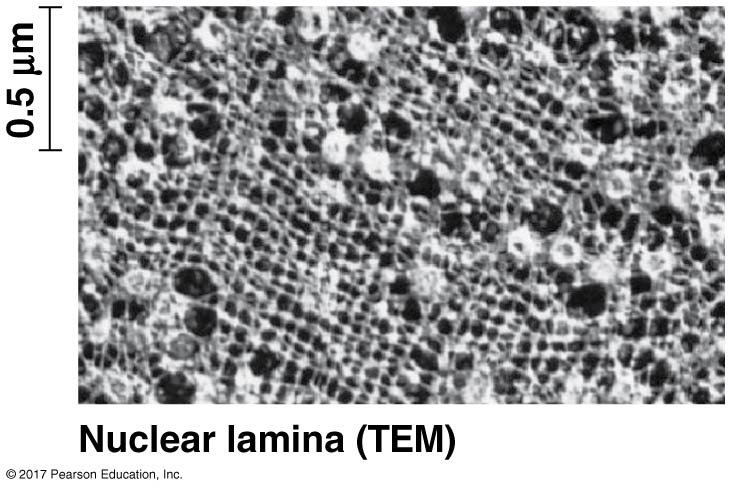 0.5 μm
Nuclear lamina (TEM)
© 2017 Pearson Education, Inc.